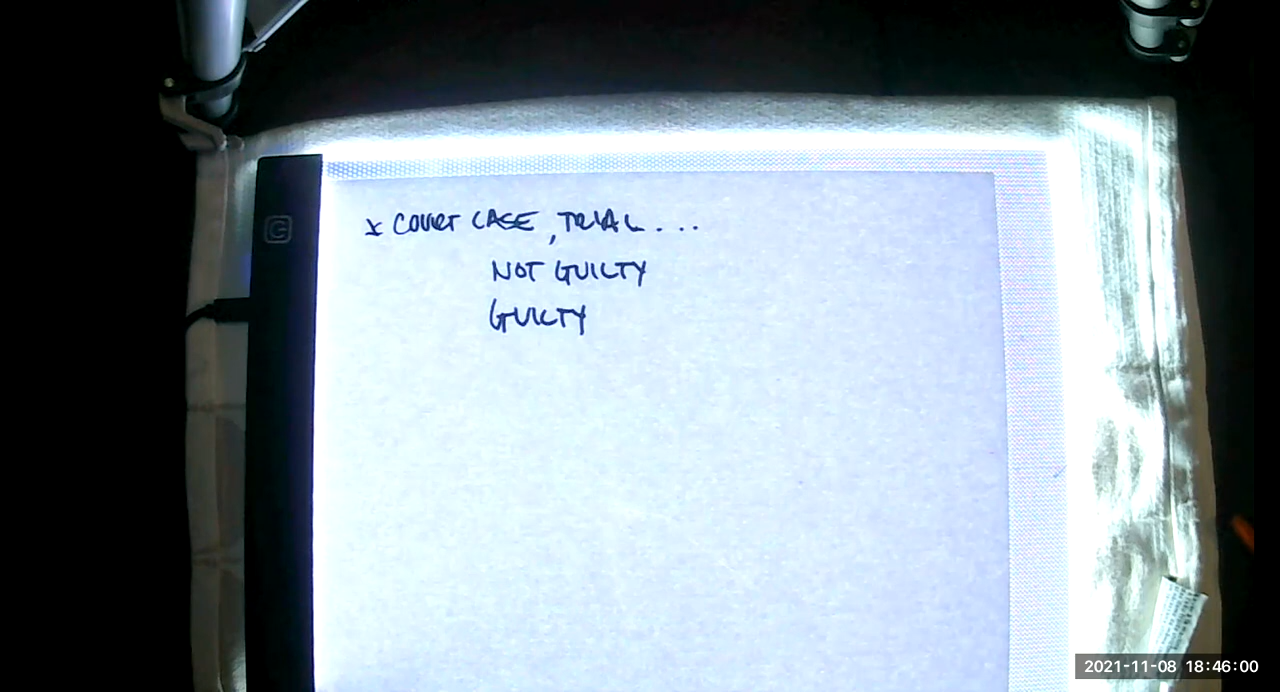 * COURT CASE, TRIAL...
NOT GUILTY
GUILTY
2021-11-08 18:46:00